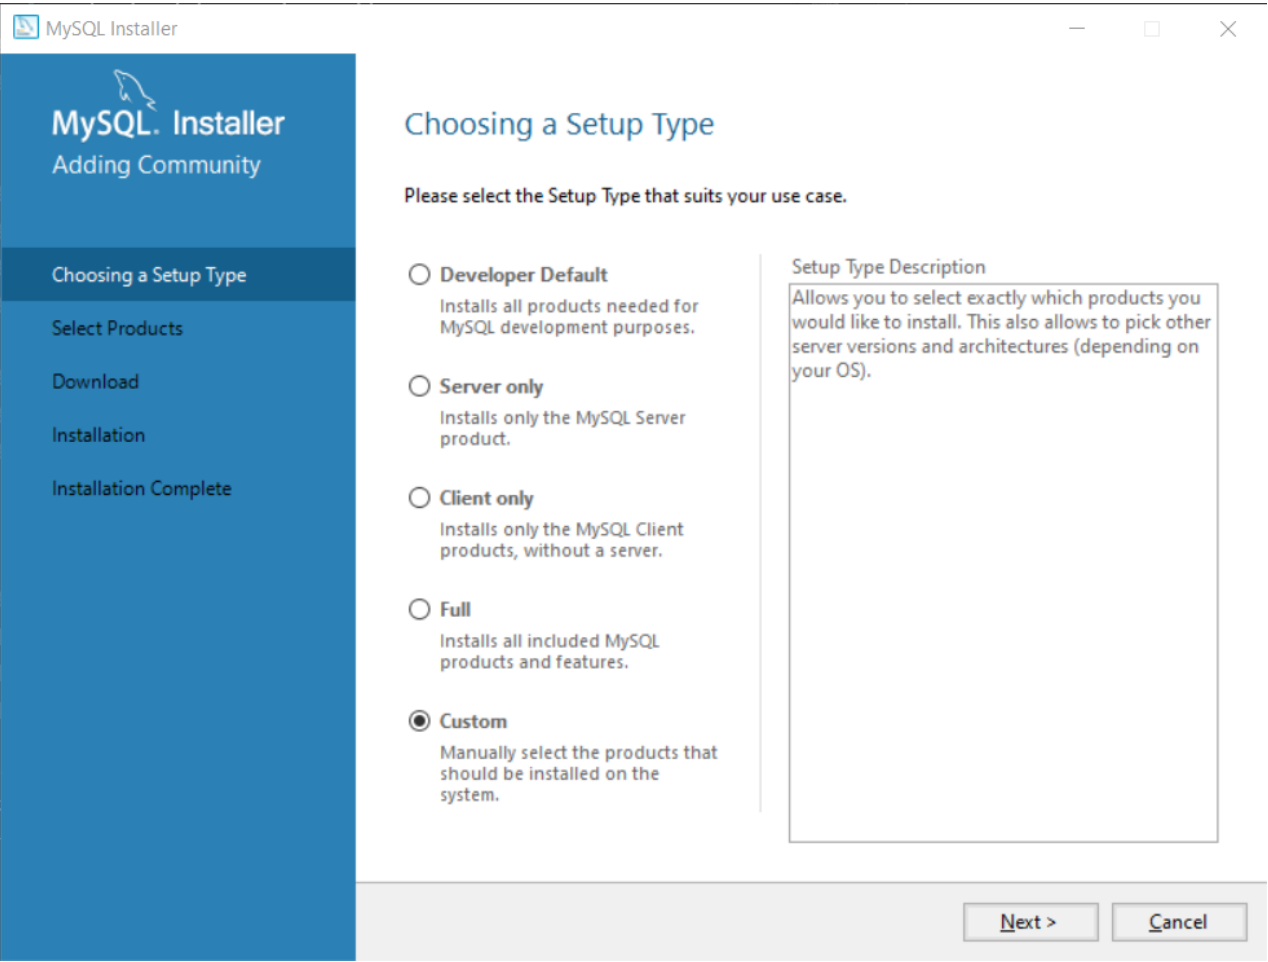 MySQL Installer
MySQL. Installer
Adding Community
Choosing a Setup Type
Select Products
Download
Installation
Installation Complete
Choosing a Setup Type
Please select the Setup Type that suits your use case.
Developer Default
Installs all products needed for
MySQL development purposes.
Server only
Installs only the MySQL Server
product.
Client only
Installs only the MySQL Client
products, without a server.
Full
Installs all included MySQL
products and features.
Custom
Manually select the products that
should be installed on the
system.
Setup Type Description
Allows you to select exactly which products you
would like to install. This also allows to pick other
server versions and architectures (depending on
your OS).
Next >
Cancel